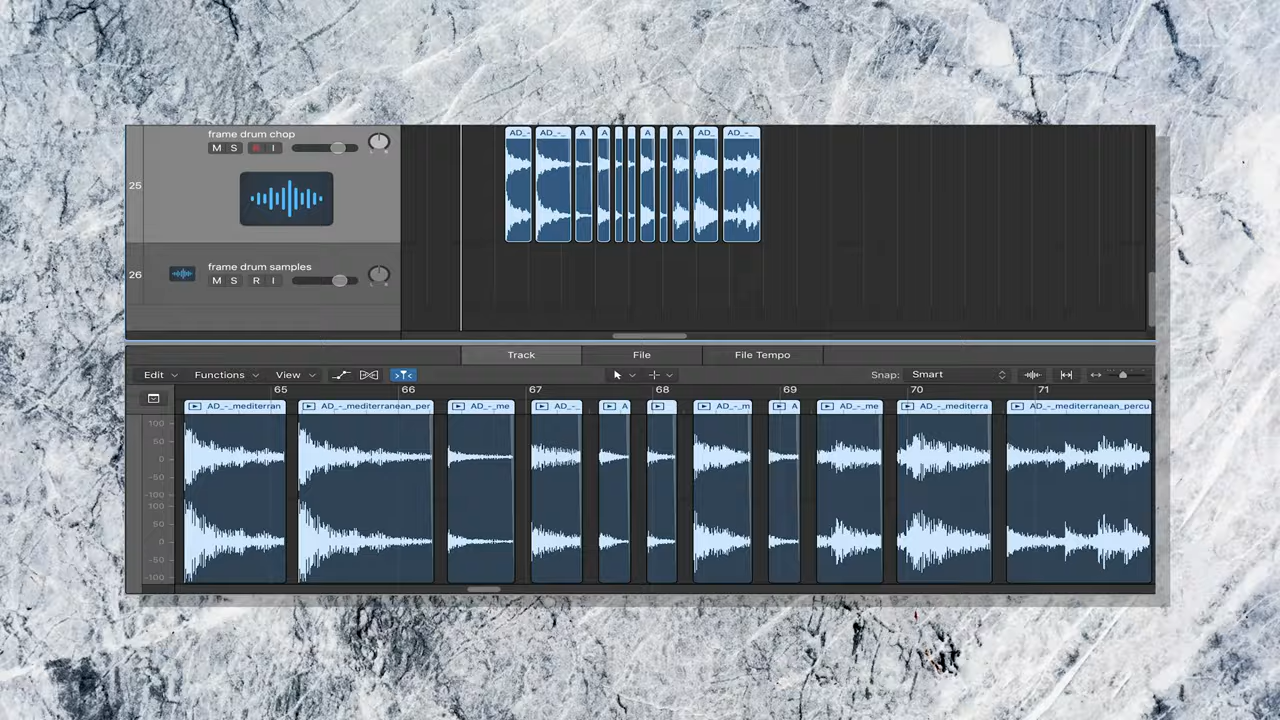 frame drum chop
M S R I
25
AD_- AD_-_ A A A A AD_ AD_-_
frame drum samples
26
M S R I
Track File File Tempo
Edit Functions View Snap: Smart
65 66 67 68 69 70 71
AD_-_mediterran AD_-_mediterranean_per AD_-_me AD_-_ A AD_-_m A AD_-_me AD_-_mediterra AD_-_mediterranean_percu
100
50
0
-50
-100
100
50
0
-50
-100